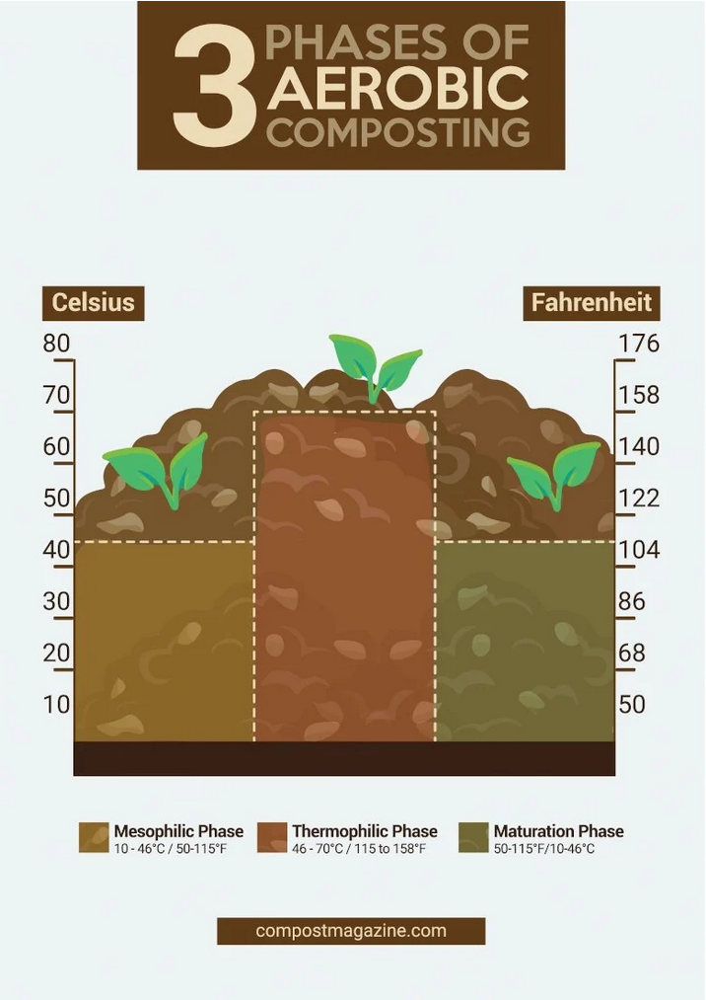 3 PHASES OF
AEROBIC
COMPOSTING
Celsius
Fahrenheit
80
70
60
50
40
30
20
10
176
158
140
122
104
86
68
50
Mesophilic Phase
10 - 46°C / 50-115°F
Thermophilic Phase
46 - 70°C / 115 to 158°F
Maturation Phase
50-115°F/10-46°C
compostmagazine.com